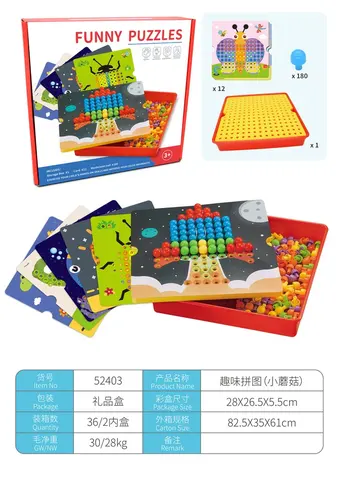 FUNNY PUZZLES
3+
x 12
x 180
x 1
货号 Item No
52403
产品名称 Product Name
趣味拼图(小蘑菇)
包装 Package
礼品盒
彩盒尺寸 Package Size
28X26.5X5.5cm
装箱数 Quantity
36/2内盒
外箱规格 Carton Size
82.5X35X61cm
毛净重 GW/NW
30/28kg
备注 Pemark